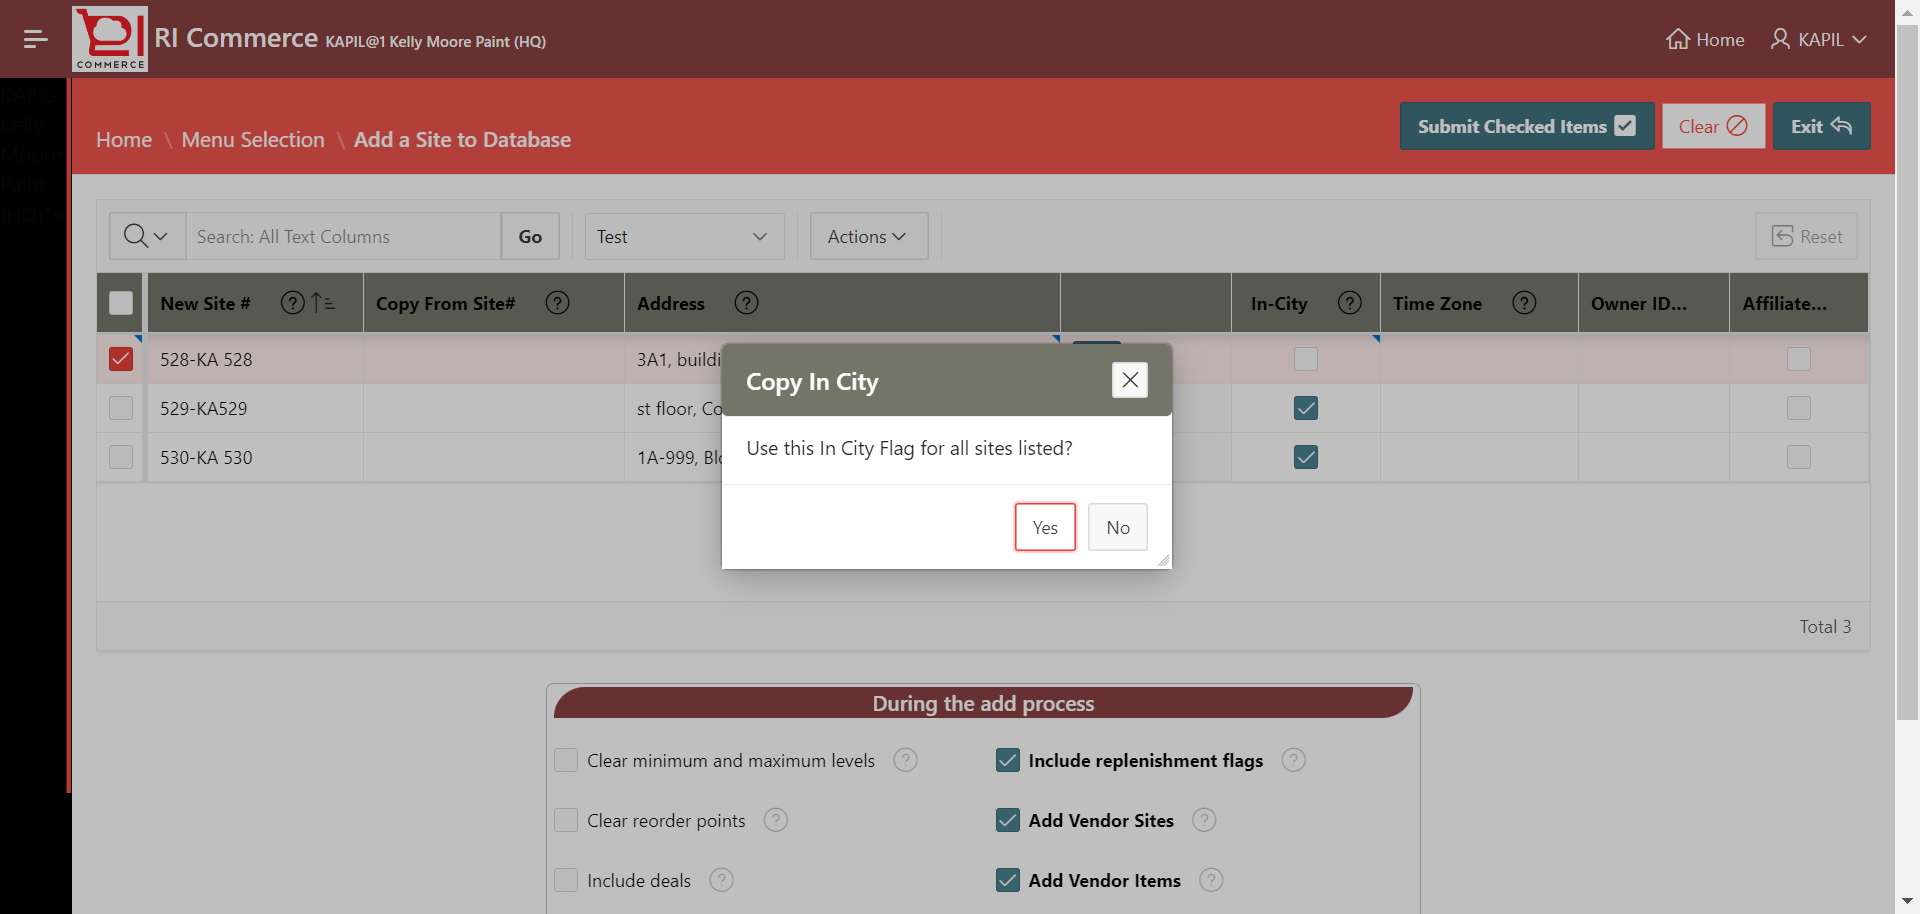 COMMERCE
RI Commerce KAPIL@1 Kelly Moore Paint (HQ)
Home
KAPIL
KAPIL@
Kelly
Moore
Paint
(HQ)
Home \ Menu Selection \ Add a Site to Database
Submit Checked Items
Clear
Exit
Search: All Text Columns
Go
Test
Actions
Reset
New Site # Copy From Site# Address In-City Time Zone Owner ID... Affiliate...
528-KA 528 3A1, buildi
529-KA529 st floor, Co
530-KA 530 1A-999, Blo
Copy In City
Use this In City Flag for all sites listed?
Yes No
Total 3
During the add process
Clear minimum and maximum levels
Include replenishment flags
Clear reorder points
Add Vendor Sites
Include deals
Add Vendor Items